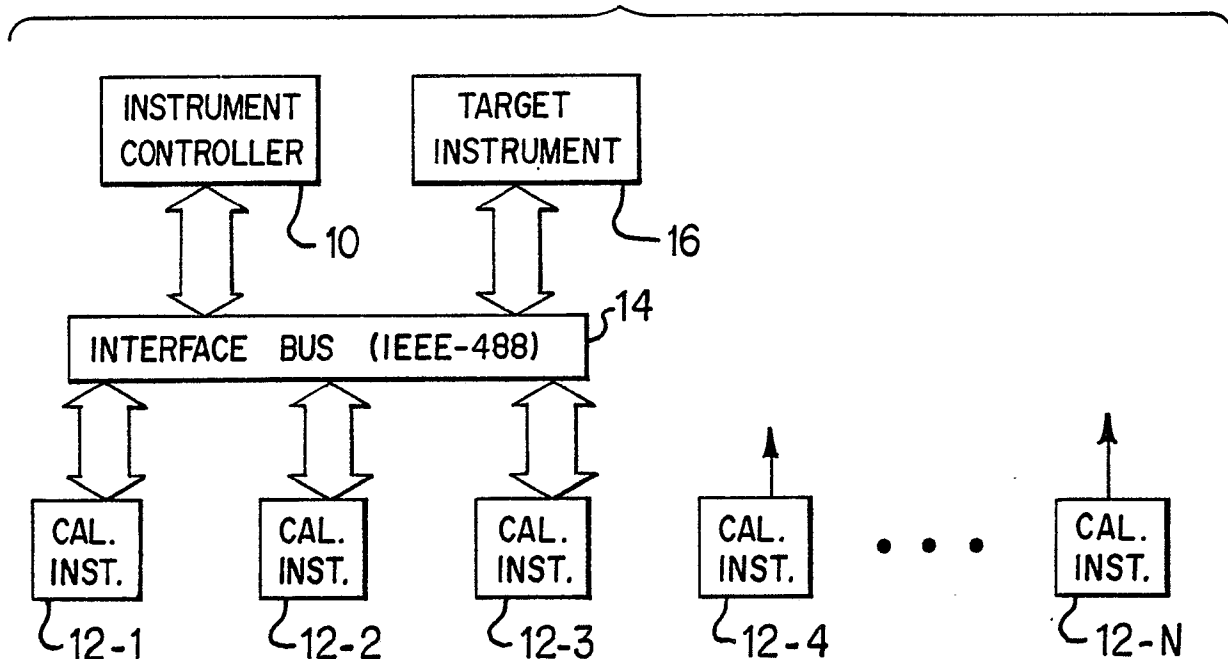 INSTRUMENT
CONTROLLER
TARGET
INSTRUMENT
10
16
14
INTERFACE BUS (IEEE-488)
CAL.
INST.
CAL.
INST.
CAL.
INST.
CAL.
INST.
• • •
CAL.
INST.
12-1
12-2
12-3
12-4
12-N